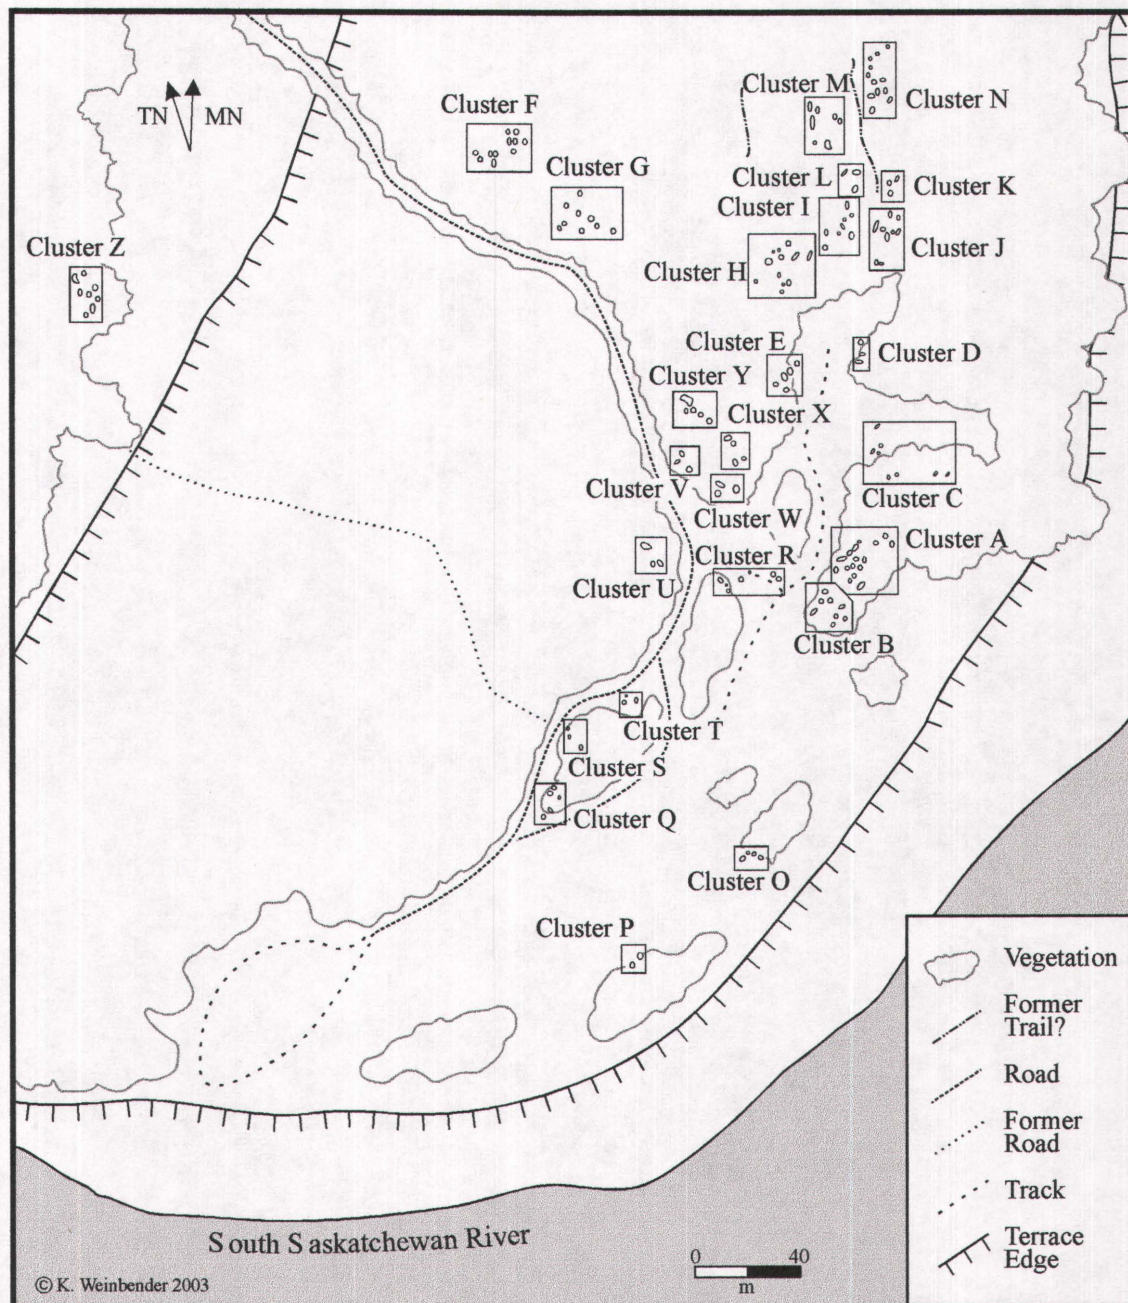 TN MN
Cluster F
Cluster M
Cluster N
Cluster G
Cluster L
Cluster K
Cluster I
Cluster Z
Cluster J
Cluster H
Cluster E
Cluster D
Cluster Y
Cluster X
Cluster V
Cluster C
Cluster W
Cluster A
Cluster R
Cluster U
Cluster B
Cluster T
Cluster S
Cluster Q
Cluster O
Cluster P
Vegetation
Former
Trail?
Road
Former
Road
Track
Terrace
Edge
South Saskatchewan River
0 40
m
© K. Weinbender 2003